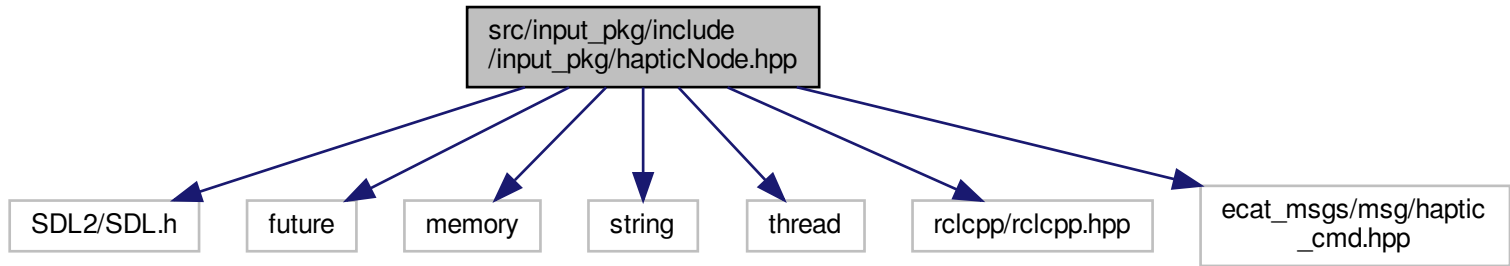 src/input_pkg/include
/input_pkg/hapticNode.hpp
SDL2/SDL.h
future
memory
string
thread
rclcpp/rclcpp.hpp
ecat_msgs/msg/haptic
_cmd.hpp